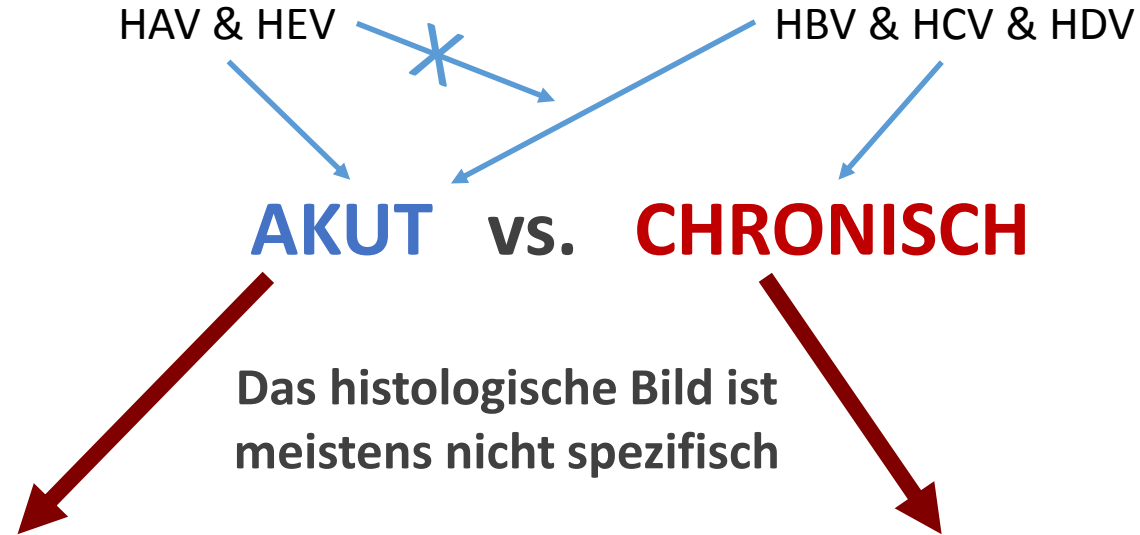 HAV & HEV
HBV & HCV & HDV
AKUT vs. CHRONISCH
Das histologische Bild ist
meistens nicht spezifisch